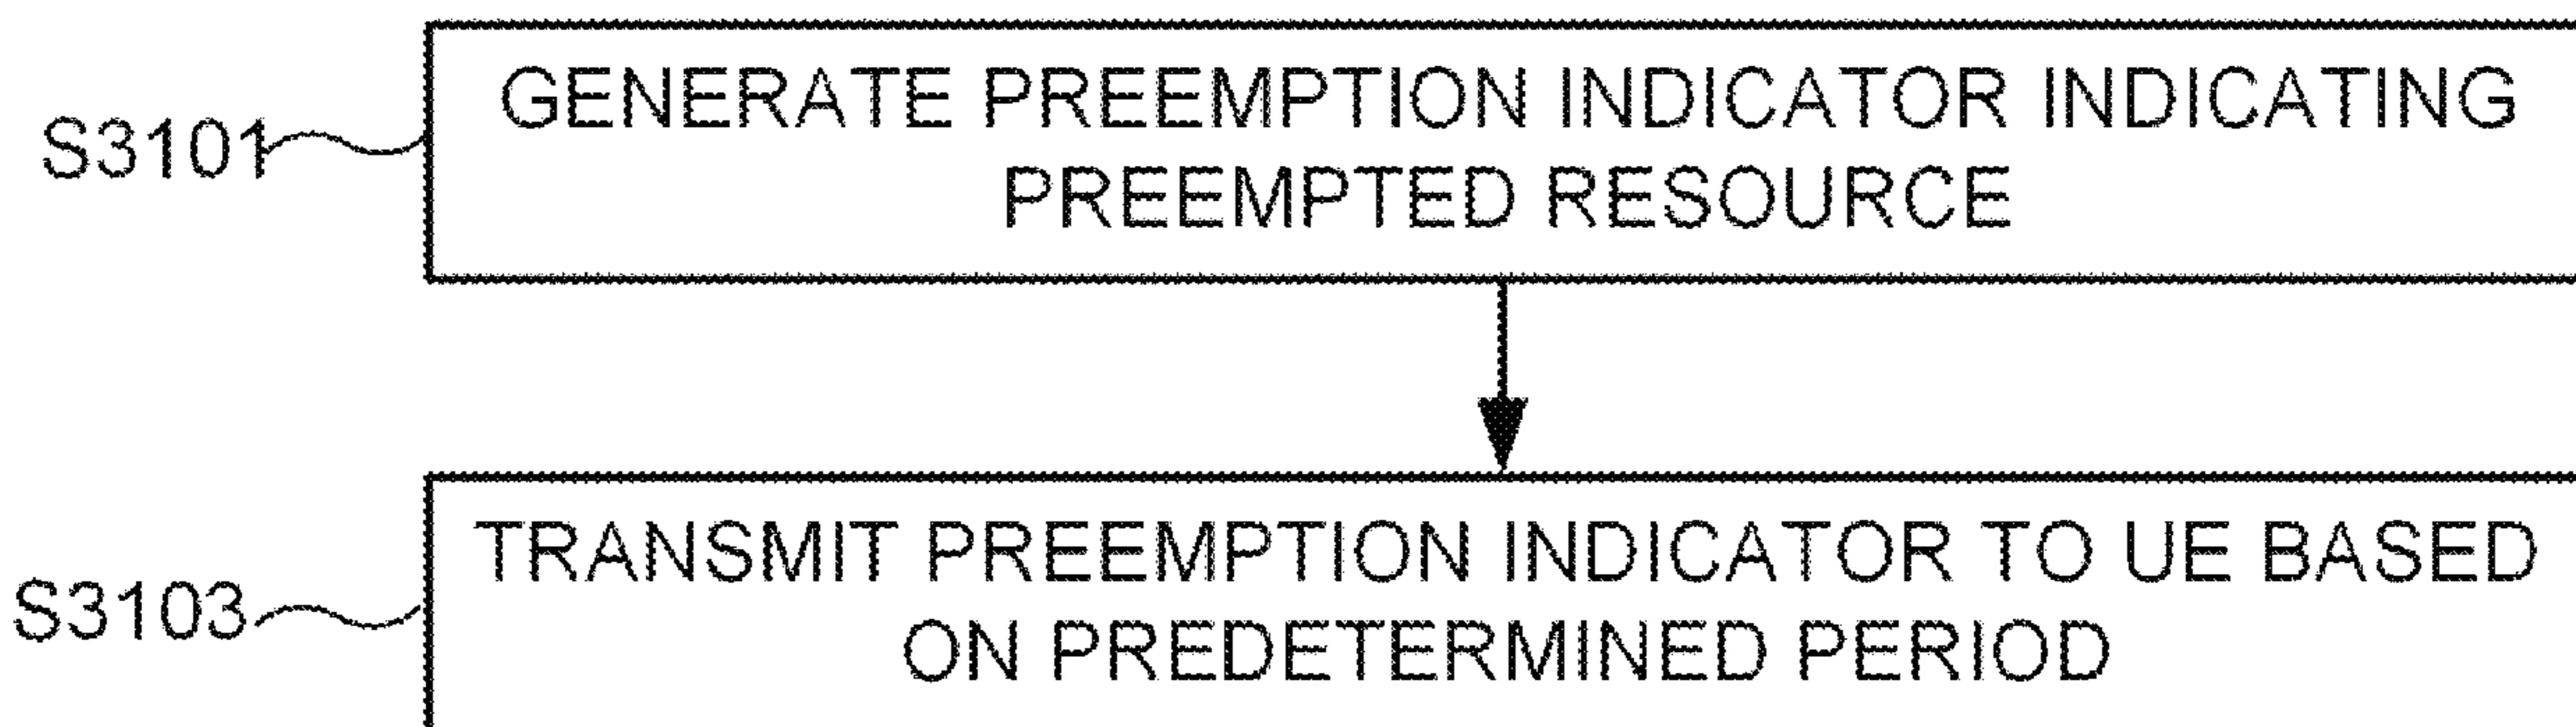 S3101
GENERATE PREEMPTION INDICATOR INDICATING
PREEMPTED RESOURCE
S3103
TRANSMIT PREEMPTION INDICATOR TO UE BASED
ON PREDETERMINED PERIOD